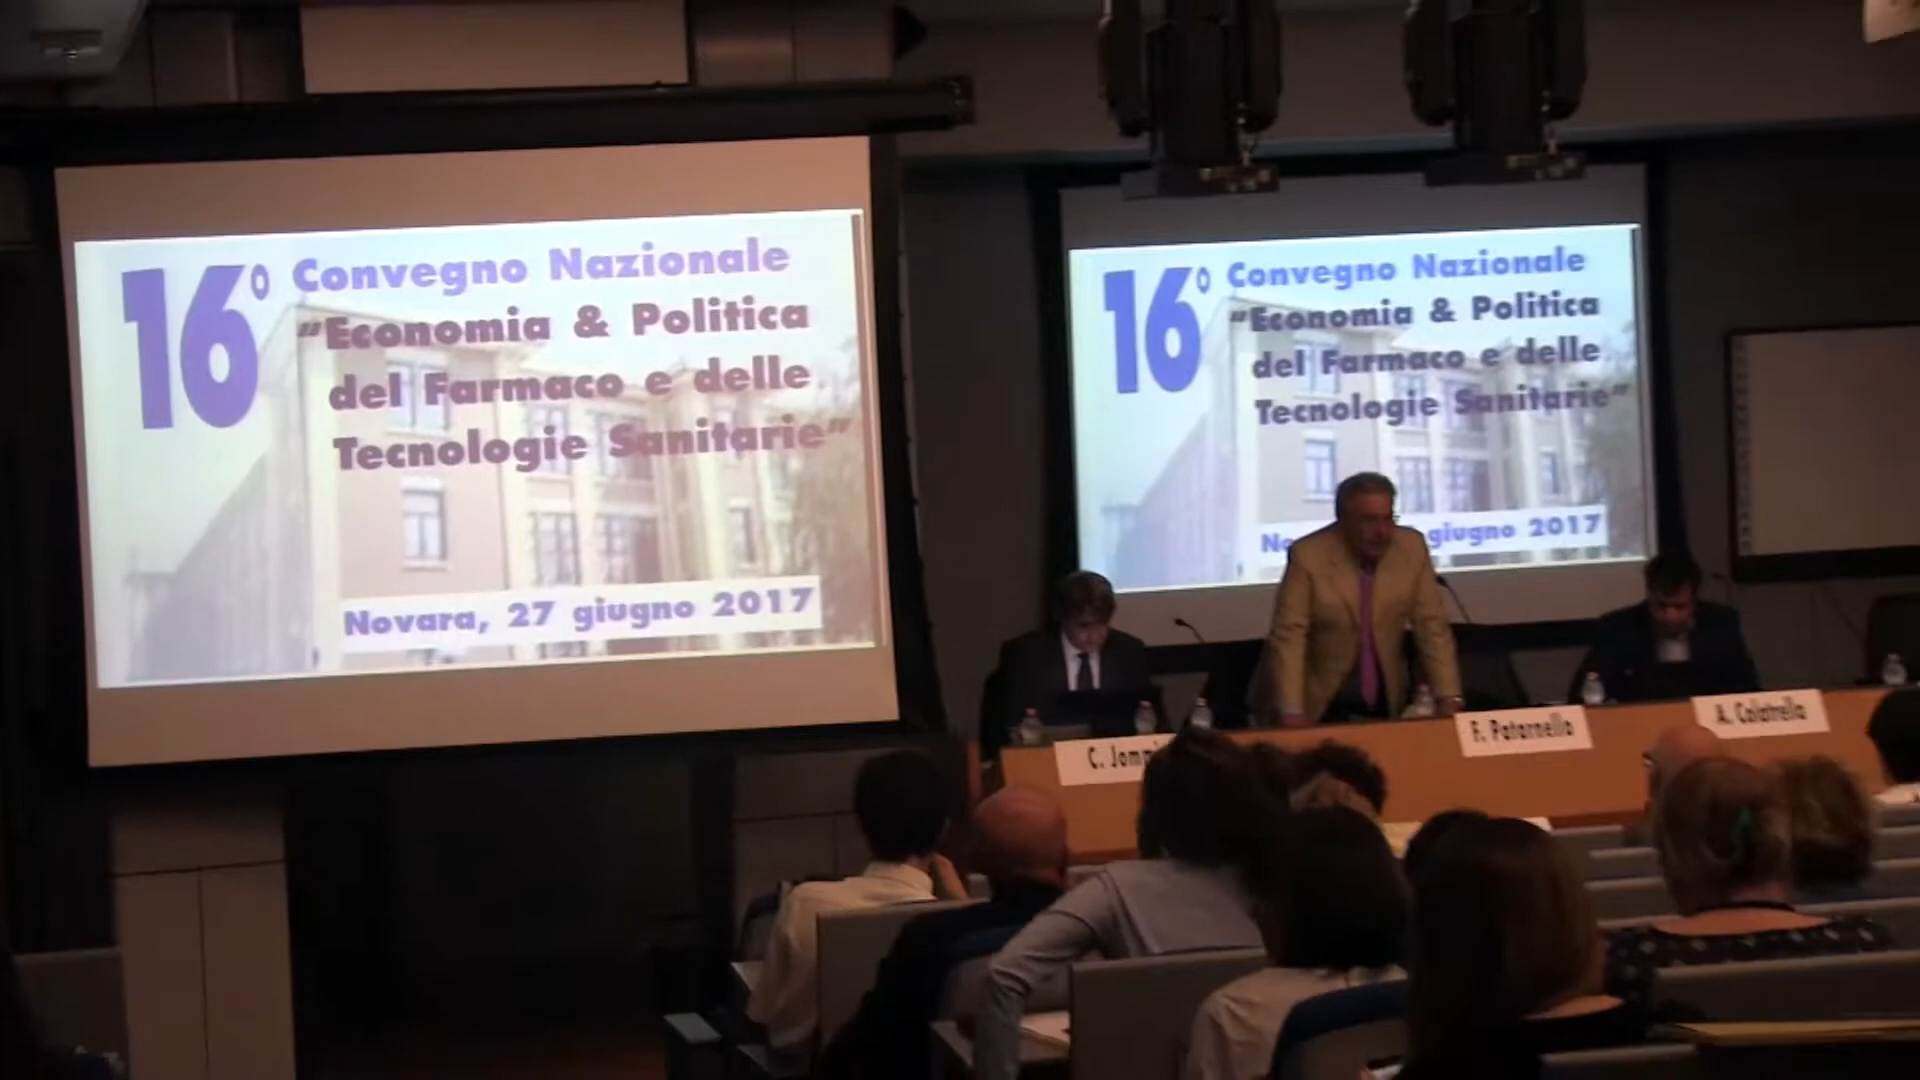 16° Convegno Nazionale
"Economia & Politica
del Farmaco e delle
Tecnologie Sanitarie"
Novara, 27 giugno 2017
16° Convegno Nazionale
"Economia & Politica
del Farmaco e delle
Tecnologie Sanitarie"
giugno 2017
C.
F. Patarnello
A. Colatrella